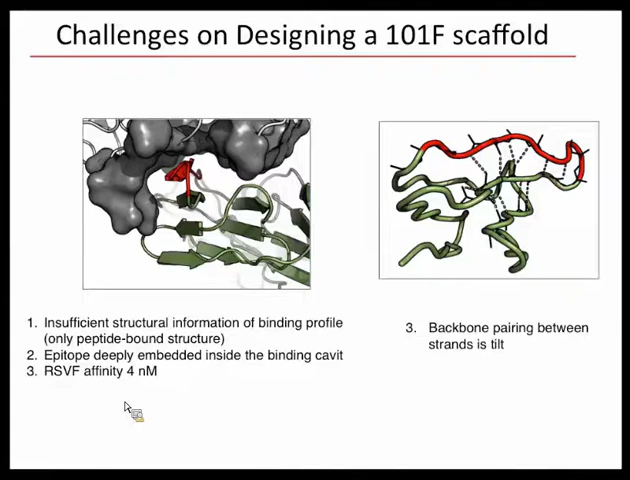 Challenges on Designing a 101F scaffold
1. Insufficient structural information of binding profile
(only peptide-bound structure)
2. Epitope deeply embedded inside the binding cavit
3. RSVF affinity 4 nM
3. Backbone pairing between
strands is tilt